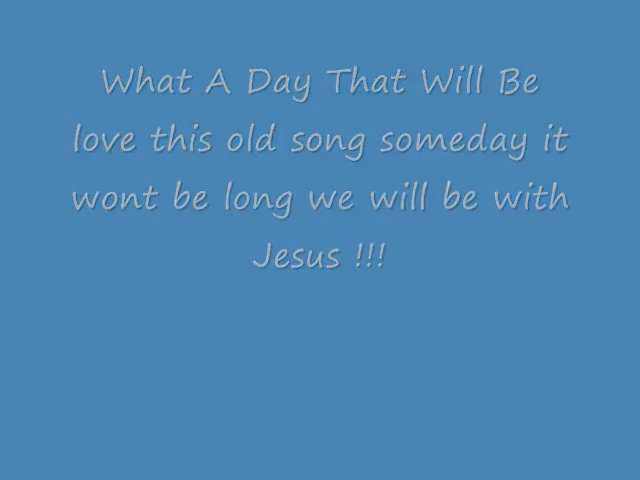 What A Day That Will Be
love this old song someday it
wont be long we will be with
Jesus !!!